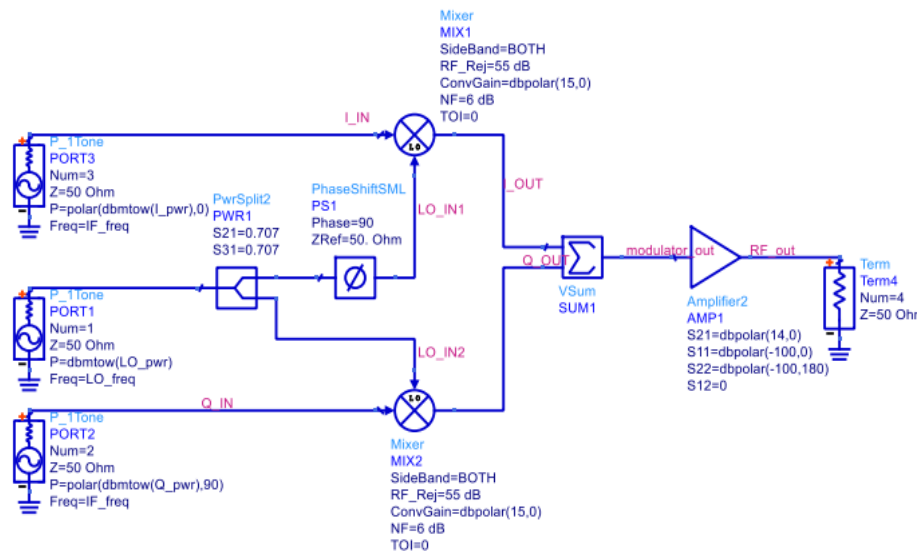 Mixer
MIX1
SideBand=BOTH
RF_Rej=55 dB
ConvGain=dbpolar(15,0)
NF=6 dB
TOI=0
I_IN
LO
P_1Tone
PORT3
Num=3
Z=50 Ohm
P=polar(dbmtow(I_pwr),0)
Freq=IF_freq
PwrSplit2
PWR1
S21=0.707
S31=0.707
PhaseShiftSML
PS1
Phase=90
ZRef=50. Ohm
LO_IN1
I_OUT
Q_OUT
modulator_out
RF_out
VSum
SUM1
Amplifier2
AMP1
S21=dbpolar(14,0)
S11=dbpolar(-100,0)
S22=dbpolar(-100,180)
S12=0
Term
Term4
Num=4
Z=50 Ohm
P_1Tone
PORT1
Num=1
Z=50 Ohm
P=dbmtow(LO_pwr)
Freq=LO_freq
LO_IN2
LO
Q_IN
P_1Tone
PORT2
Num=2
Z=50 Ohm
P=polar(dbmtow(Q_pwr),90)
Freq=IF_freq
Mixer
MIX2
SideBand=BOTH
RF_Rej=55 dB
ConvGain=dbpolar(15,0)
NF=6 dB
TOI=0